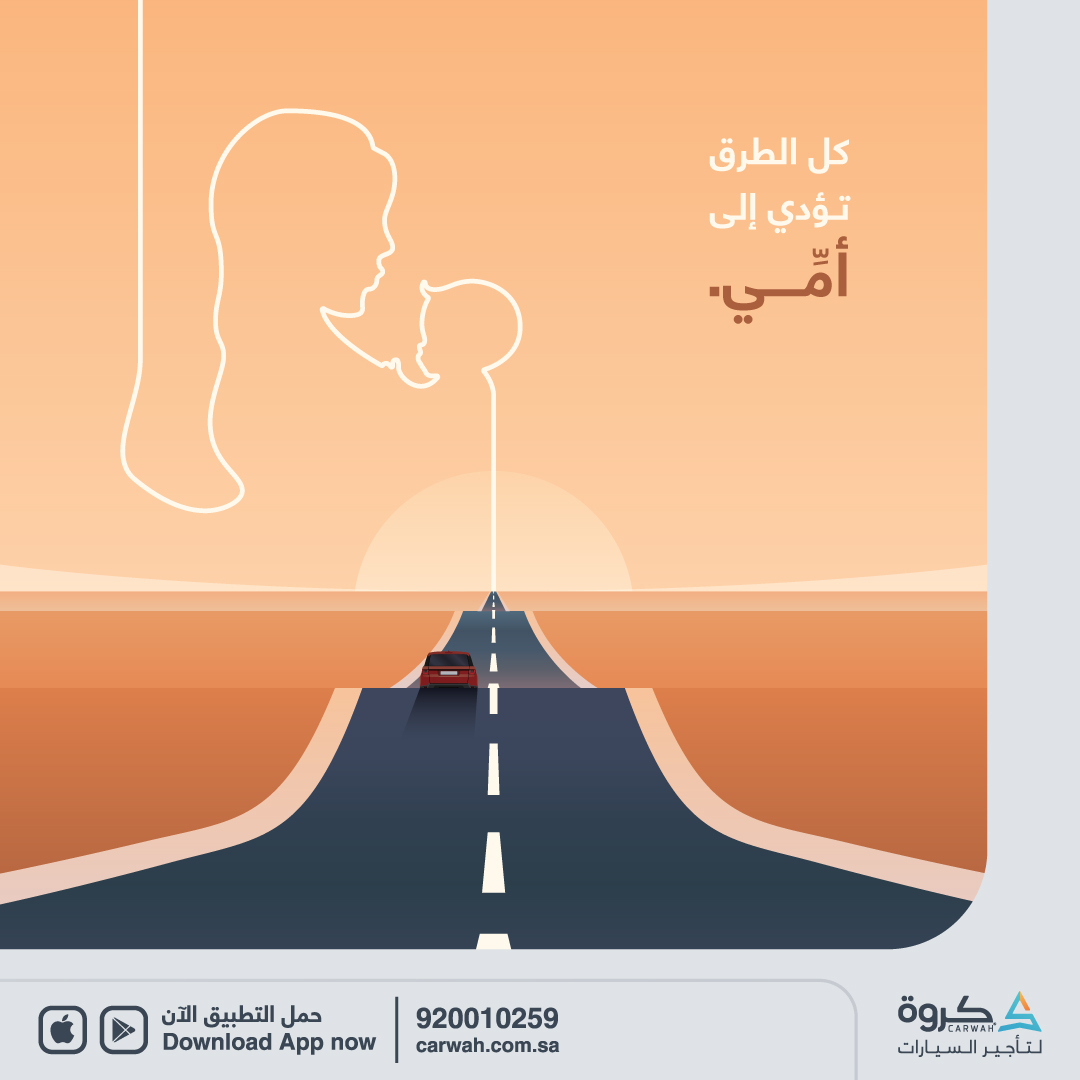 كل الطرق
تـؤدي إلى
أمِّـــي.
حمل التطبيق الآن
Download App now
920010259
carwah.com.sa
كروة
CARWAH
لتأجير السيارات